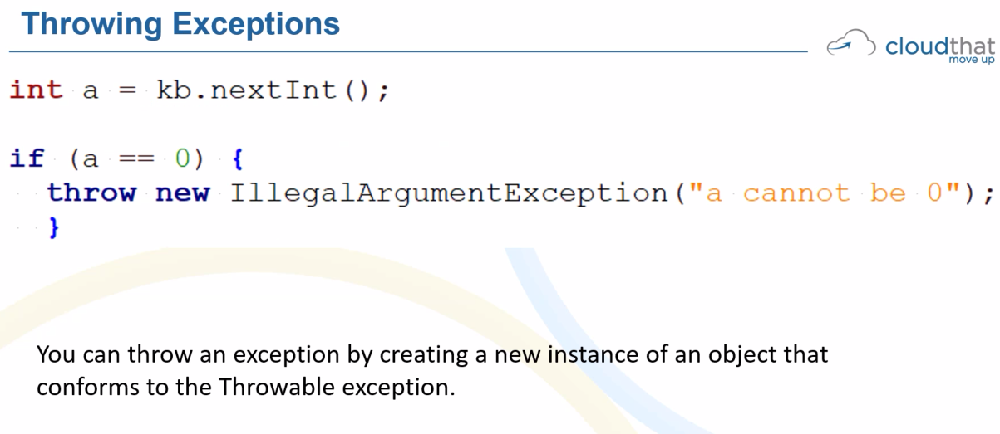 Throwing Exceptions
cloudthat
move up
int a = kb.nextInt();
if (a == 0) {
throw new IllegalArgumentException("a cannot be 0");
}
You can throw an exception by creating a new instance of an object that
conforms to the Throwable exception.